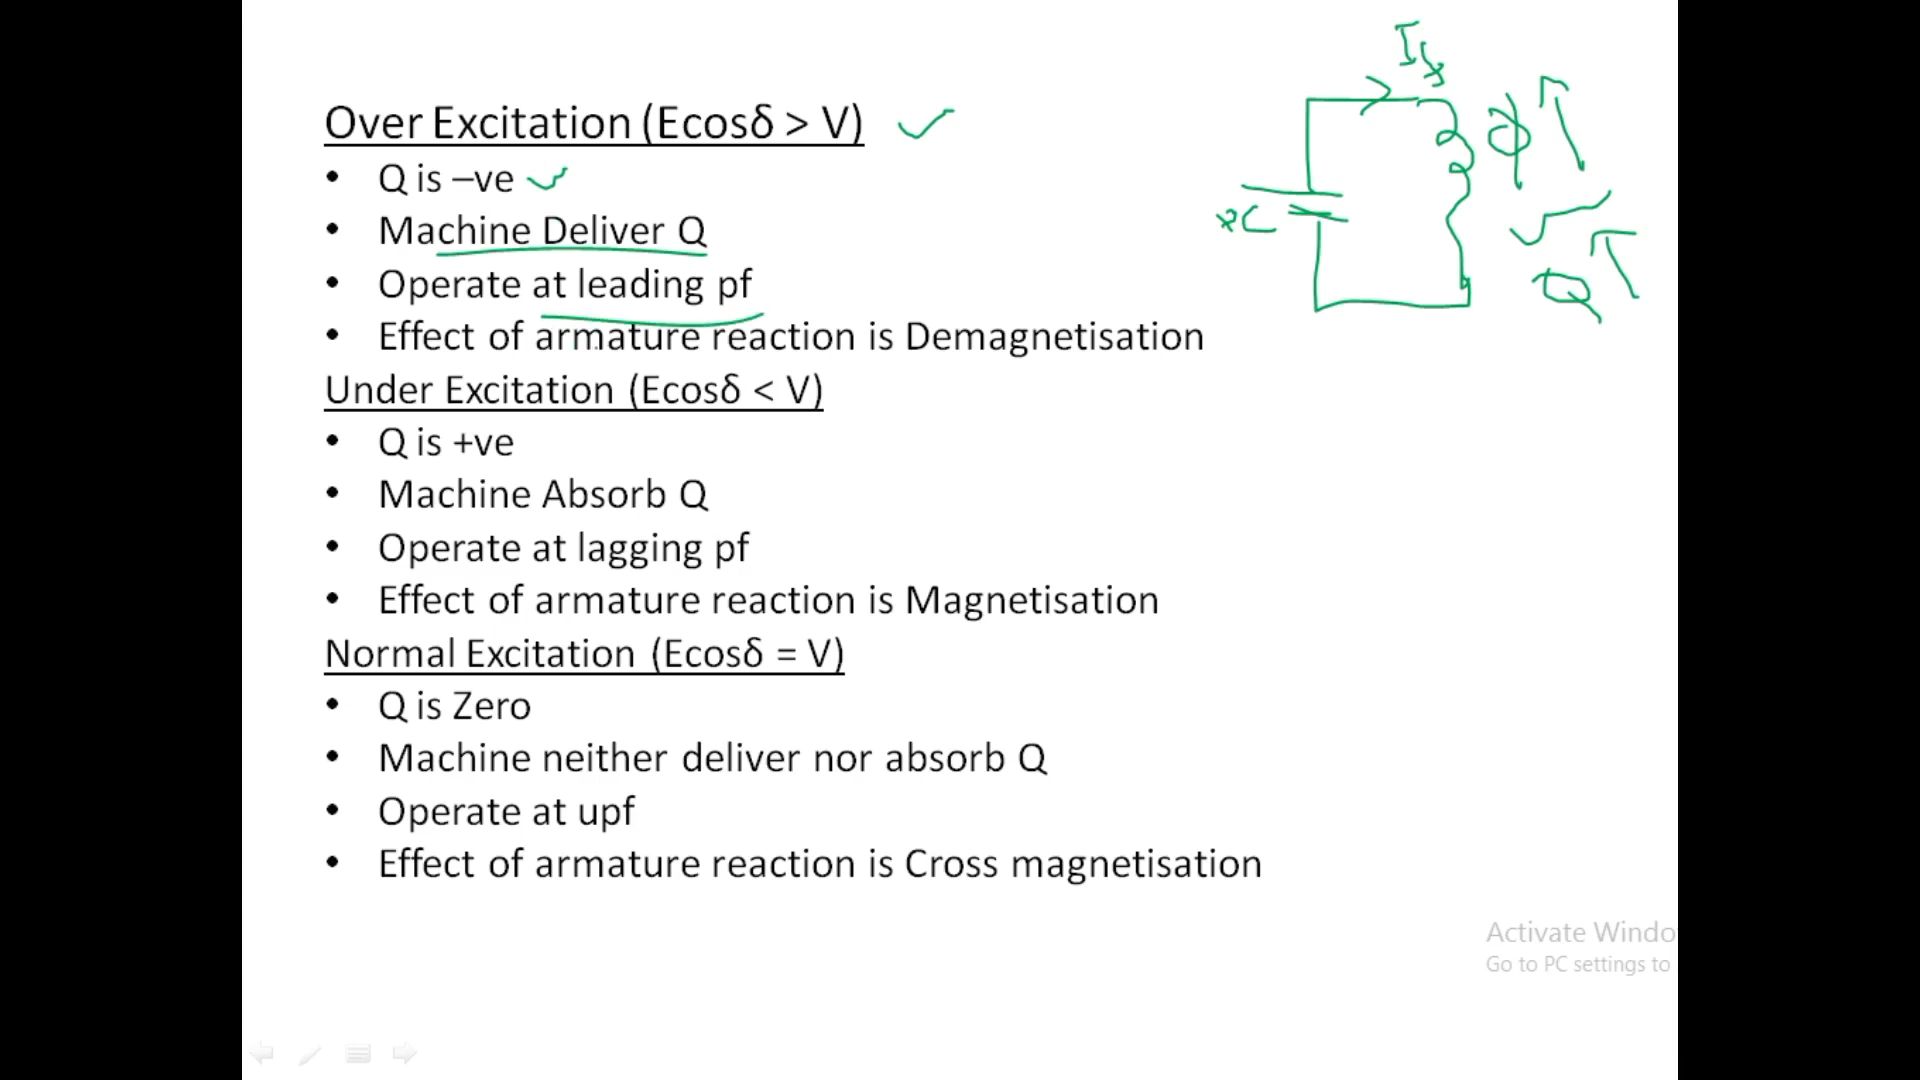 Over Excitation (Ecosδ > V)
• Q is –ve
• Machine Deliver Q
• Operate at leading pf
• Effect of armature reaction is Demagnetisation
Under Excitation (Ecosδ < V)
• Q is +ve
• Machine Absorb Q
• Operate at lagging pf
• Effect of armature reaction is Magnetisation
Normal Excitation (Ecosδ = V)
• Q is Zero
• Machine neither deliver nor absorb Q
• Operate at upf
• Effect of armature reaction is Cross magnetisation
ϕ ↑
Q ↑
Activate Windo
Go to PC settings to